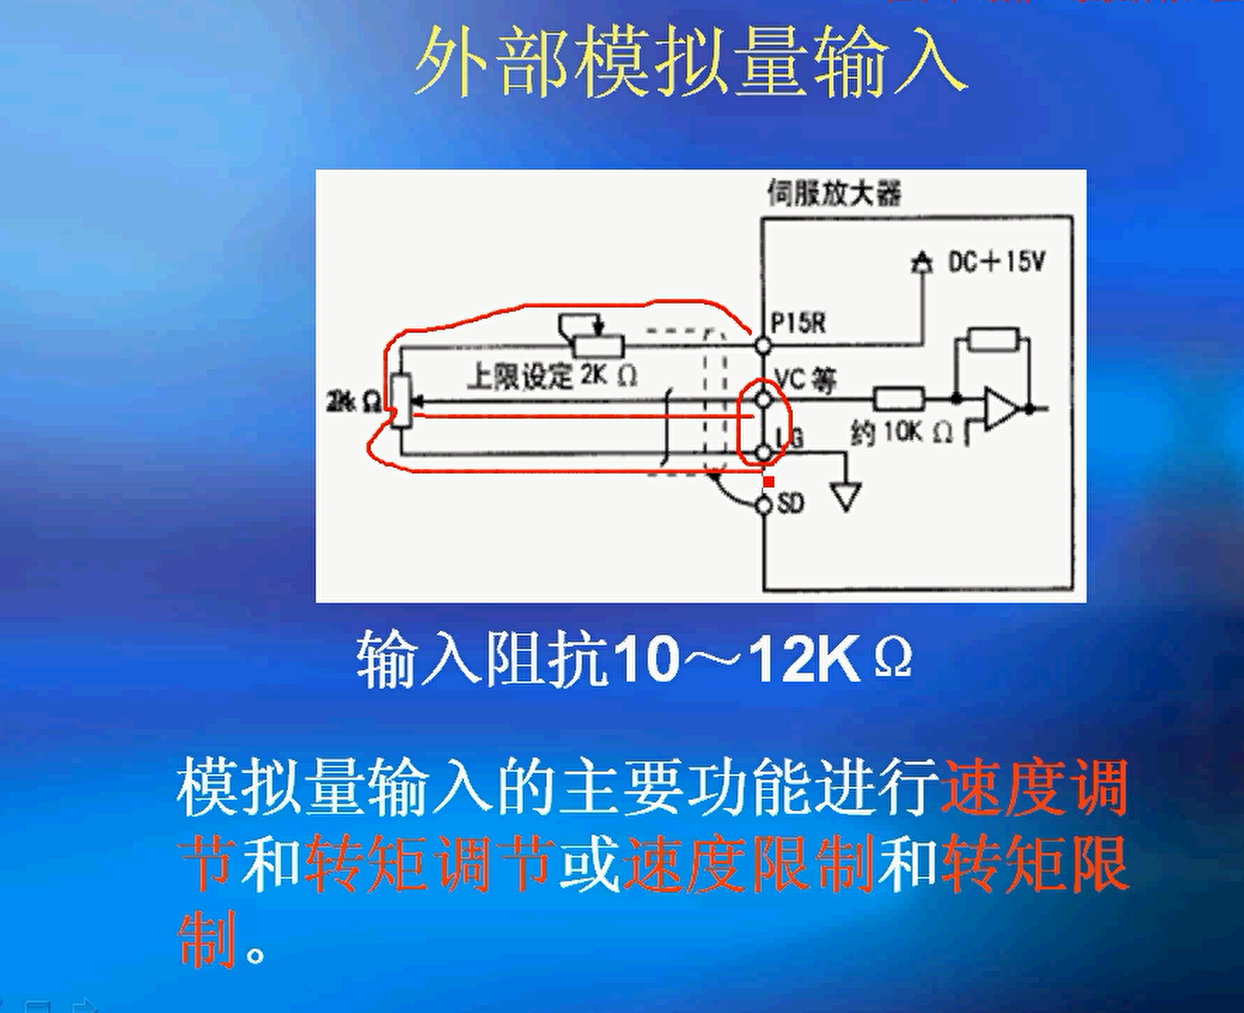 外部模拟量输入
伺服放大器
DC+15V
P15R
上限设定 2K Ω
VC 等
2K Ω
约 10K Ω
LG
SD
输入阻抗10～12KΩ
模拟量输入的主要功能进行速度调
节和转矩调节或速度限制和转矩限
制。